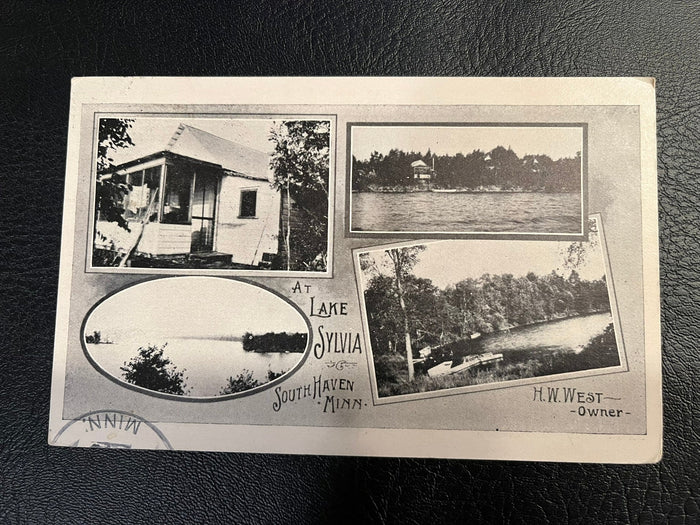 At
Lake
Sylvia
South Haven
Minn.
H. W. West
-Owner-
MINN.